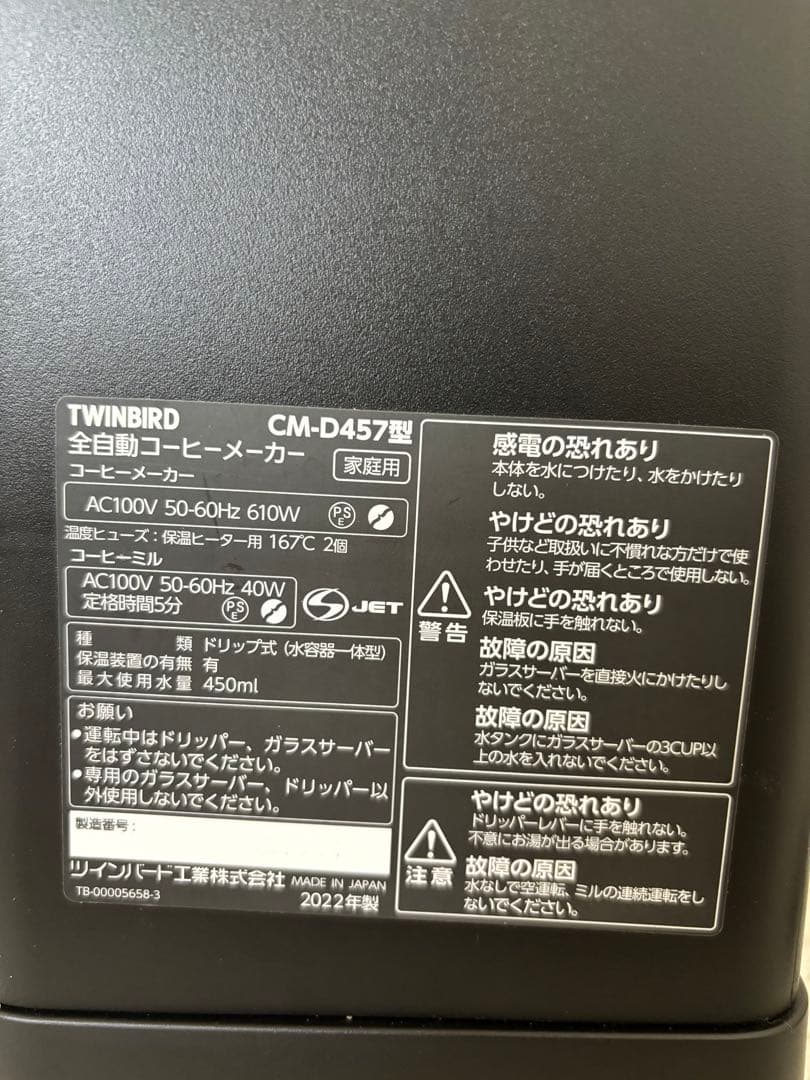 TWINBIRD
CM-D457型
全自動コーヒーメーカー
家庭用
コーヒーメーカー
AC100V 50-60Hz 610W
PS
E
温度ヒューズ：保温ヒーター用 167℃ 2個
コーヒーミル
AC100V 50-60Hz 40W
定格時間5分
PS
E
JET
種類 ドリップ式（水容器一体型）
保温装置の有無 有
最大使用水量 450ml
お願い
●運転中はドリッパー、ガラスサーバー
をはずさないでください。
●専用のガラスサーバー、ドリッパー以
外使用しないでください。
製造番号：
ツインバード工業株式会社 MADE IN JAPAN
TB-00005658-3
2022年製
警告
感電の恐れあり
本体を水につけたり、水をかけたり
しない。
やけどの恐れあり
子供など取扱いに不慣れな方だけで使
わせたり、手が届くところで使用しない。
やけどの恐れあり
保温板に手を触れない。
故障の原因
ガラスサーバーを直接火にかけたりし
ないでください。
故障の原因
水タンクにガラスサーバーの3CUP以
上の水を入れないでください。
注意
やけどの恐れあり
ドリッパーレバーに手を触れない。
不意にお湯が出る場合があります。
故障の原因
水なしで空運転、ミルの連続運転をし
ないでください。